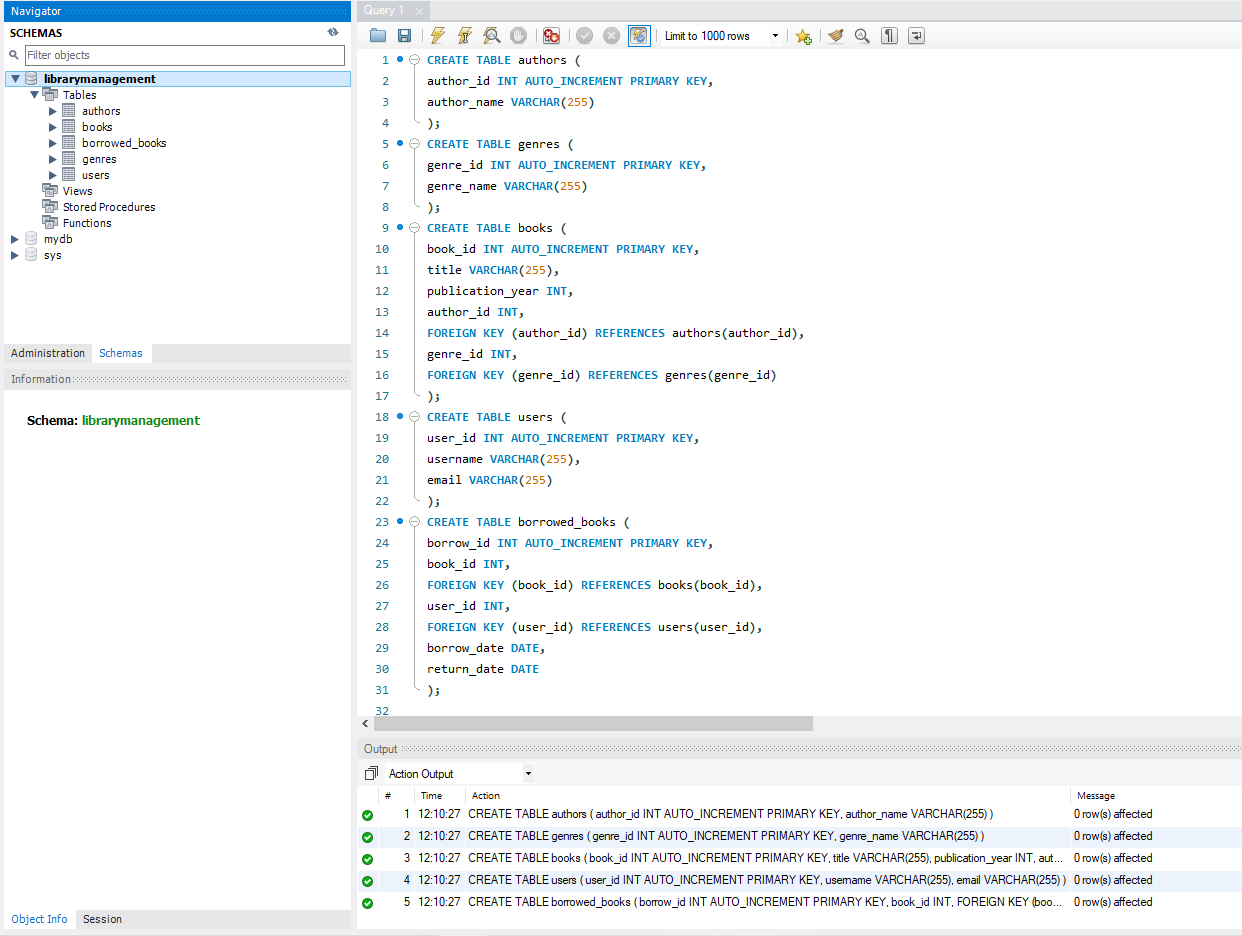 Navigator
SCHEMAS
Filter objects
librarymanagement
Tables
authors
books
borrowed_books
genres
users
Views
Stored Procedures
Functions
mydb
sys
Administration Schemas
Information
Schema: librarymanagement
Object Info Session
Query 1 ×
Limit to 1000 rows
1 CREATE TABLE authors (
2 author_id INT AUTO_INCREMENT PRIMARY KEY,
3 author_name VARCHAR(255)
4 );
5 CREATE TABLE genres (
6 genre_id INT AUTO_INCREMENT PRIMARY KEY,
7 genre_name VARCHAR(255)
8 );
9 CREATE TABLE books (
10 book_id INT AUTO_INCREMENT PRIMARY KEY,
11 title VARCHAR(255),
12 publication_year INT,
13 author_id INT,
14 FOREIGN KEY (author_id) REFERENCES authors(author_id),
15 genre_id INT,
16 FOREIGN KEY (genre_id) REFERENCES genres(genre_id)
17 );
18 CREATE TABLE users (
19 user_id INT AUTO_INCREMENT PRIMARY KEY,
20 username VARCHAR(255),
21 email VARCHAR(255)
22 );
23 CREATE TABLE borrowed_books (
24 borrow_id INT AUTO_INCREMENT PRIMARY KEY,
25 book_id INT,
26 FOREIGN KEY (book_id) REFERENCES books(book_id),
27 user_id INT,
28 FOREIGN KEY (user_id) REFERENCES users(user_id),
29 borrow_date DATE,
30 return_date DATE
31 );
32
Output
Action Output
# Time Action Message
1 12:10:27 CREATE TABLE authors ( author_id INT AUTO_INCREMENT PRIMARY KEY, author_name VARCHAR(255) ) 0 row(s) affected
2 12:10:27 CREATE TABLE genres ( genre_id INT AUTO_INCREMENT PRIMARY KEY, genre_name VARCHAR(255) ) 0 row(s) affected
3 12:10:27 CREATE TABLE books ( book_id INT AUTO_INCREMENT PRIMARY KEY, title VARCHAR(255), publication_year INT, aut... 0 row(s) affected
4 12:10:27 CREATE TABLE users ( user_id INT AUTO_INCREMENT PRIMARY KEY, username VARCHAR(255), email VARCHAR(255) ) 0 row(s) affected
5 12:10:27 CREATE TABLE borrowed_books ( borrow_id INT AUTO_INCREMENT PRIMARY KEY, book_id INT, FOREIGN KEY (boo... 0 row(s) affected